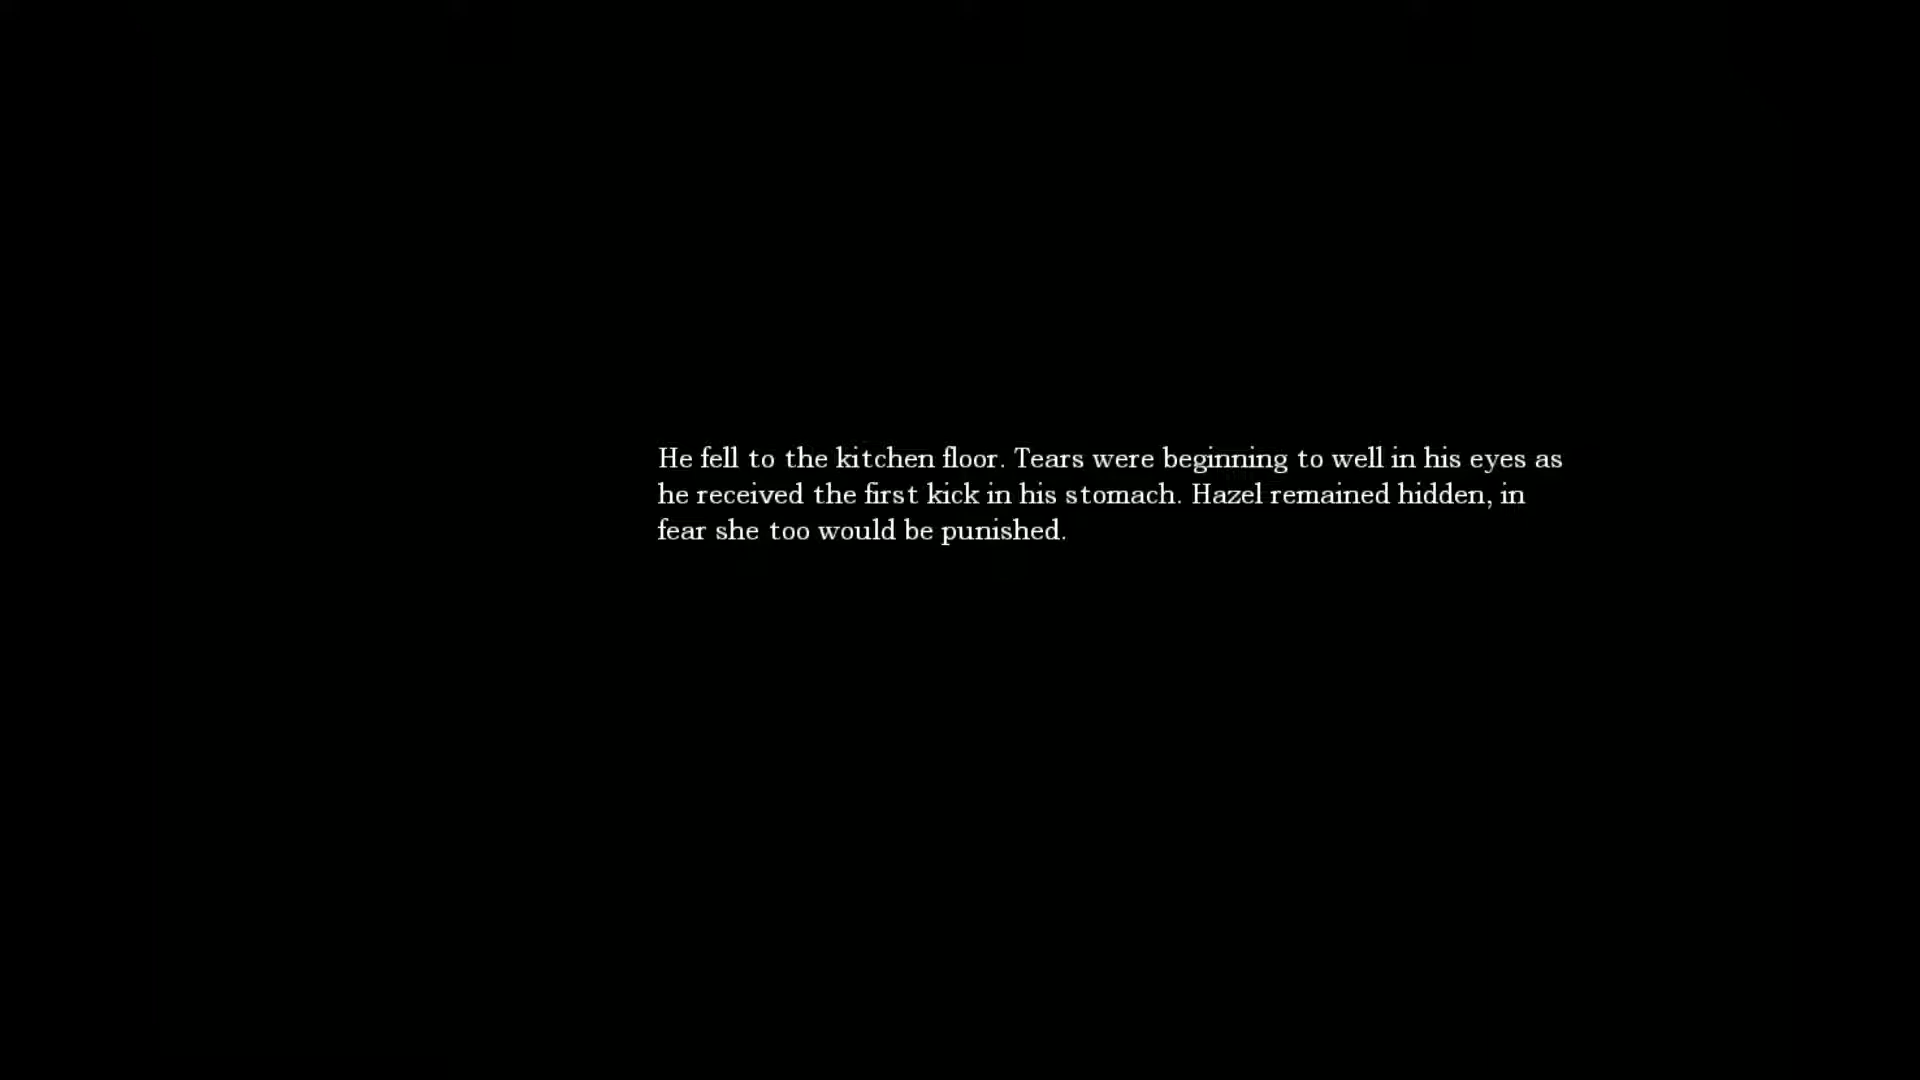 He fell to the kitchen floor. Tears were beginning to well in his eyes as
he received the first kick in his stomach. Hazel remained hidden, in
fear she too would be punished.